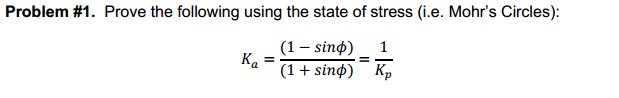 Problem #1. Prove the following using the state of stress (i.e. Mohr's Circles):
K_a = (1 − sinϕ) / (1 + sinϕ) = 1 / K_p